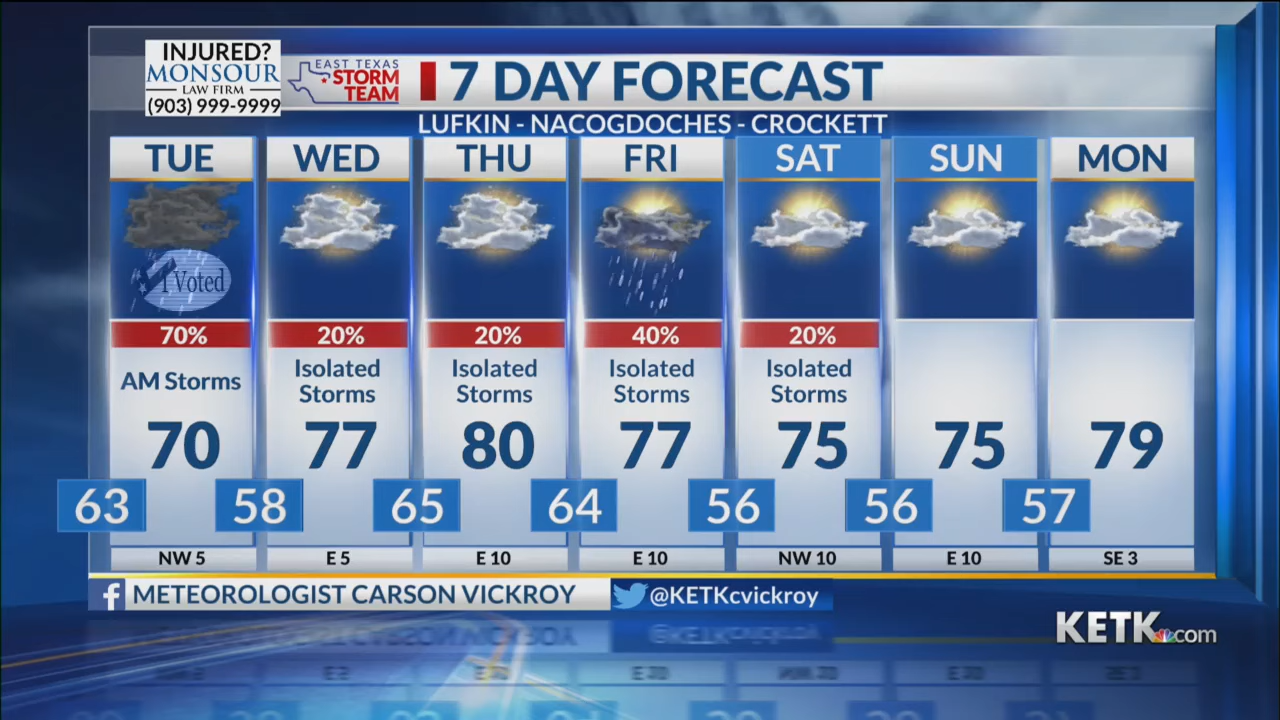 INJURED?
MONSOUR
LAW FIRM
(903) 999-9999
EAST TEXAS
STORM
TEAM
7 DAY FORECAST
LUFKIN - NACOGDOCHES - CROCKETT
TUE WED THU FRI SAT SUN MON
I Voted
70% 20% 20% 40% 20%
AM Storms
Isolated Storms
Isolated Storms
Isolated Storms
Isolated Storms
70 77 80 77 75 75 79
63 58 65 64 56 56 57
NW 5 E 5 E 10 E 10 NW 10 E 10 SE 3
METEOROLOGIST CARSON VICKROY
@KETKcvickroy
KETK.com